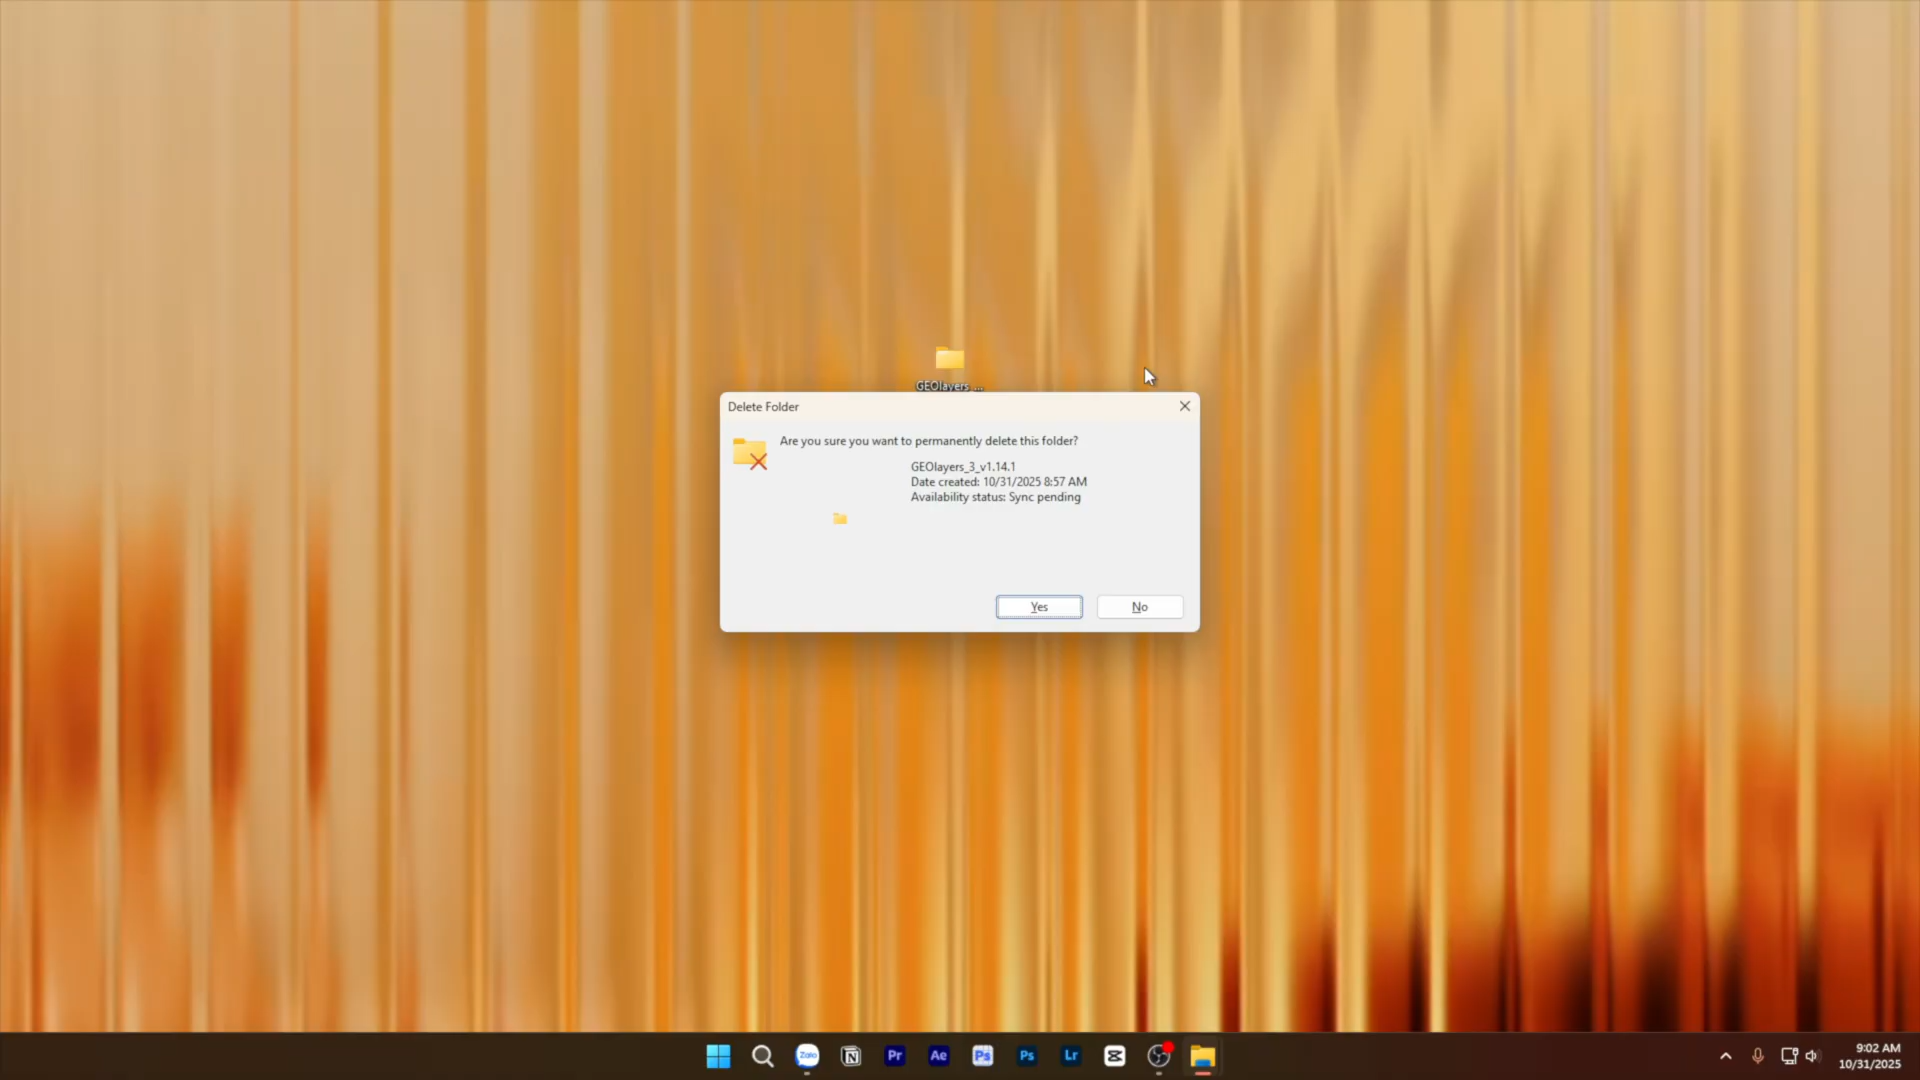 GEOlayers_...
Delete Folder
Are you sure you want to permanently delete this folder?
GEOlayers_3_v1.14.1
Date created: 10/31/2025 8:57 AM
Availability status: Sync pending
Yes
No
Zalo
N
Pr
Ae
Ps
Ps
Lr
9:02 AM
10/31/2025